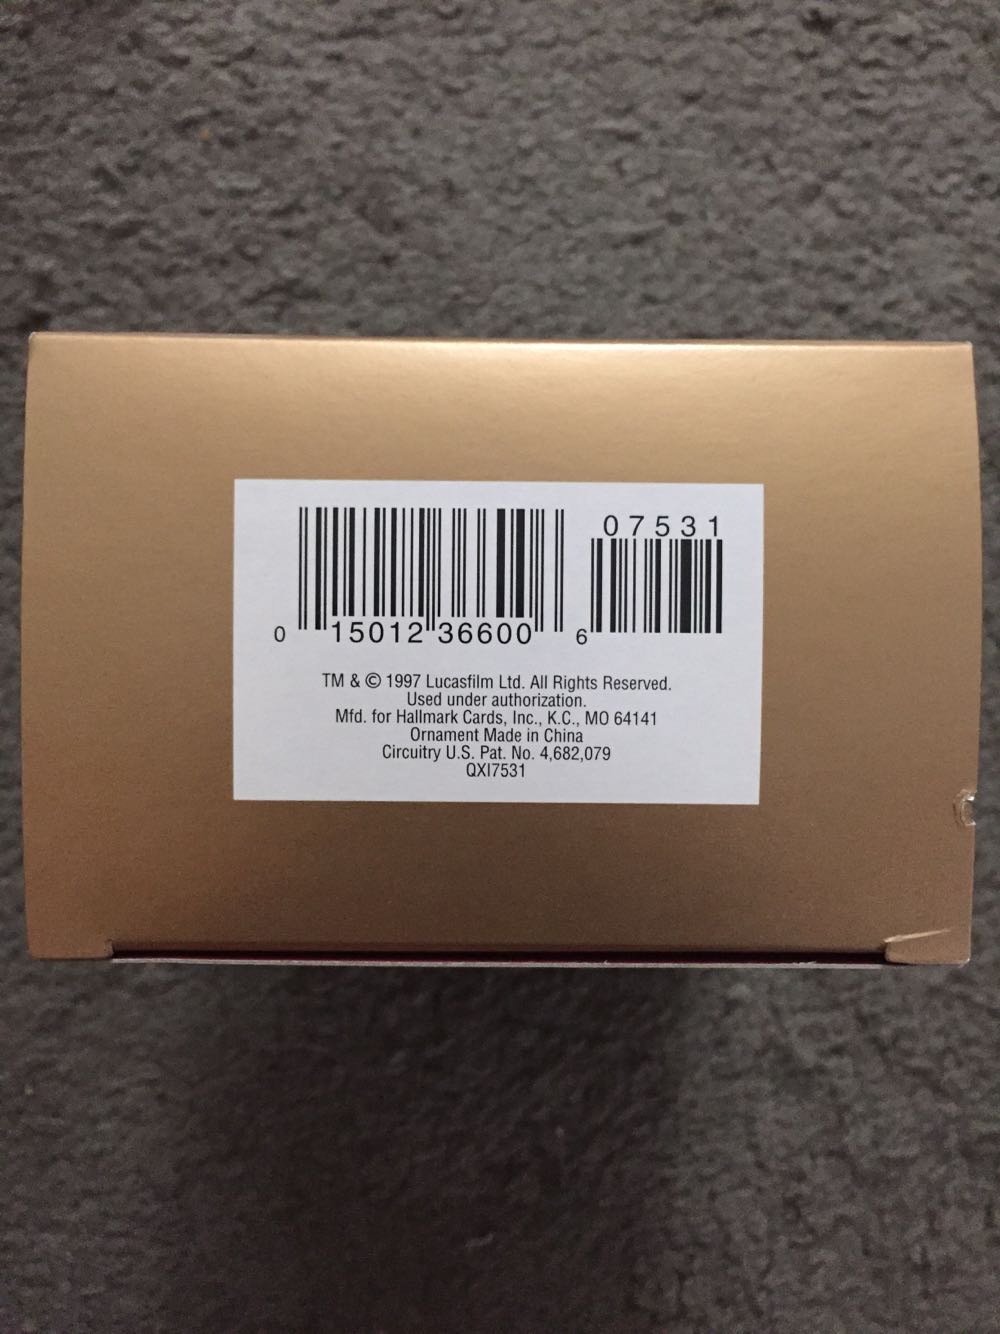 07531
0 15012 36600 6
TM & © 1997 Lucasfilm Ltd. All Rights Reserved.
Used under authorization.
Mfd. for Hallmark Cards, Inc., K.C., MO 64141
Ornament Made in China
Circuitry U.S. Pat. No. 4,682,079
QXI7531